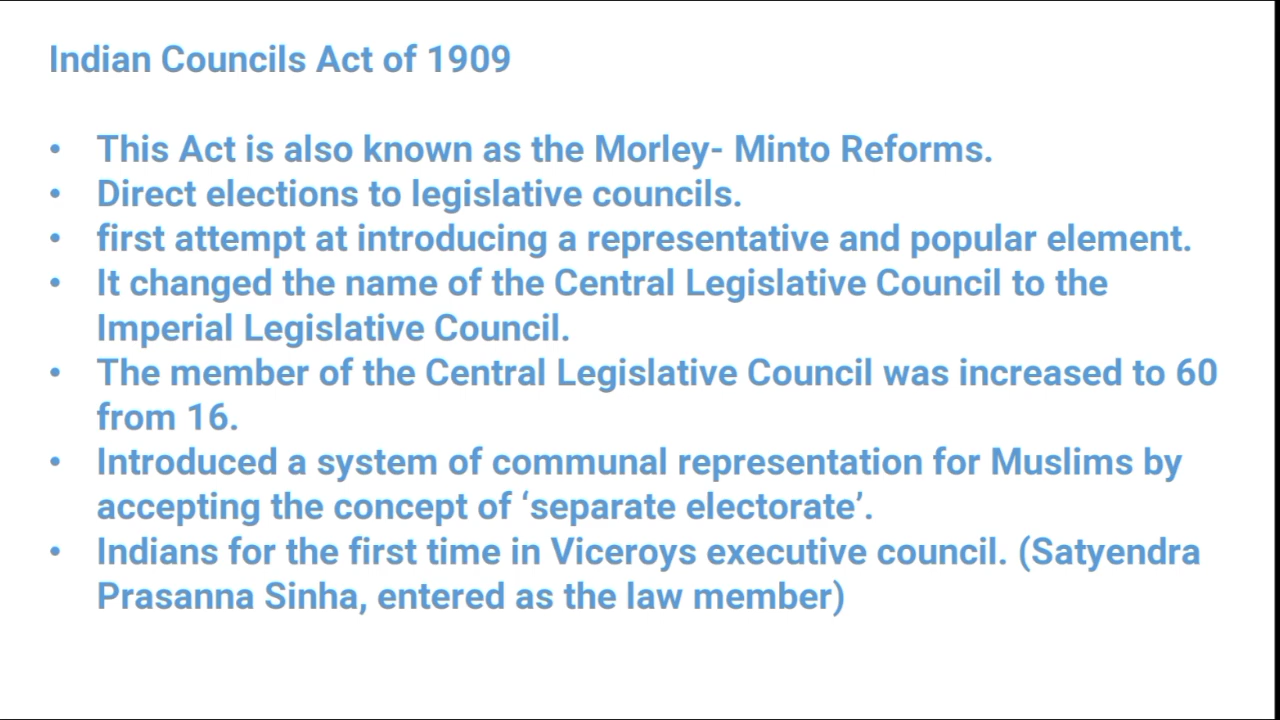 Indian Councils Act of 1909
• This Act is also known as the Morley- Minto Reforms.
• Direct elections to legislative councils.
• first attempt at introducing a representative and popular element.
• It changed the name of the Central Legislative Council to the
Imperial Legislative Council.
• The member of the Central Legislative Council was increased to 60
from 16.
• Introduced a system of communal representation for Muslims by
accepting the concept of ‘separate electorate’.
• Indians for the first time in Viceroys executive council. (Satyendra
Prasanna Sinha, entered as the law member)